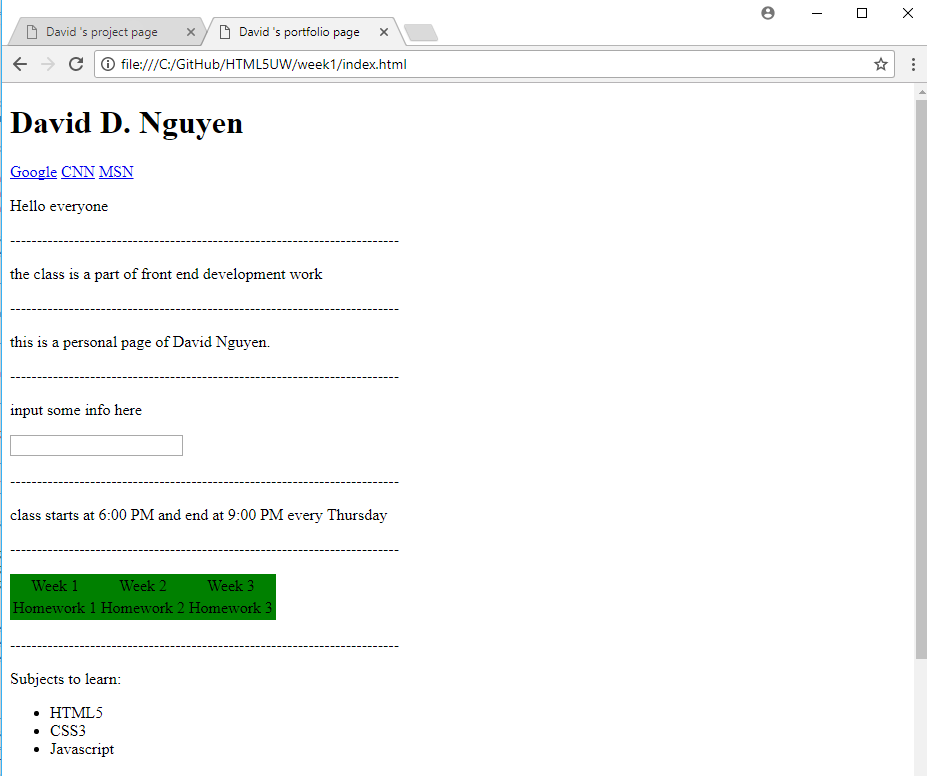 David 's project page
David 's portfolio page
file:///C:/GitHub/HTML5UW/week1/index.html
David D. Nguyen
Google CNN MSN
Hello everyone
-------------------------------------------------------------------------
the class is a part of front end development work
-------------------------------------------------------------------------
this is a personal page of David Nguyen.
-------------------------------------------------------------------------
input some info here
-------------------------------------------------------------------------
class starts at 6:00 PM and end at 9:00 PM every Thursday
-------------------------------------------------------------------------
Week 1 Week 2 Week 3
Homework 1 Homework 2 Homework 3
-------------------------------------------------------------------------
Subjects to learn:
• HTML5
• CSS3
• Javascript